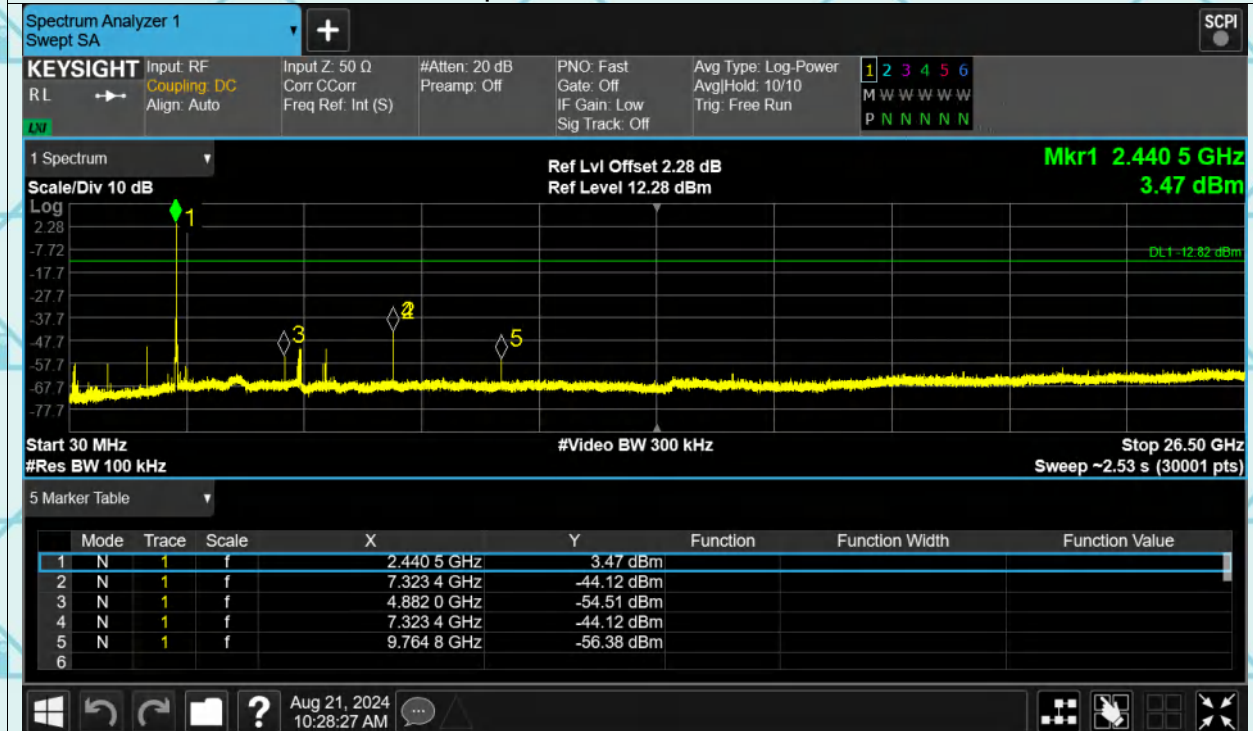 Spectrum Analyzer 1
Swept SA
+
SCPI
KEYSIGHT
RL
LXI
Input: RF
Coupling: DC
Align: Auto
Input Z: 50 Ω
Corr CCorr
Freq Ref: Int (S)
#Atten: 20 dB
Preamp: Off
PNO: Fast
Gate: Off
IF Gain: Low
Sig Track: Off
Avg Type: Log-Power
Avg|Hold: 10/10
Trig: Free Run
1 2 3 4 5 6
M W W W W W
P N N N N N
1 Spectrum
Scale/Div 10 dB
Ref Lvl Offset 2.28 dB
Ref Level 12.28 dBm
Mkr1 2.440 5 GHz
3.47 dBm
Log
2.28
-7.72
-17.7
-27.7
-37.7
-47.7
-57.7
-67.7
-77.7
1
DL1 -12.82 dBm
3
5
Start 30 MHz
#Video BW 300 kHz
Stop 26.50 GHz
#Res BW 100 kHz
Sweep ~2.53 s (30001 pts)
5 Marker Table
Mode Trace Scale X Y Function Function Width Function Value
1 N 1 f 2.440 5 GHz 3.47 dBm
2 N 1 f 7.323 4 GHz -44.12 dBm
3 N 1 f 4.882 0 GHz -54.51 dBm
4 N 1 f 7.323 4 GHz -44.12 dBm
5 N 1 f 9.764 8 GHz -56.38 dBm
6
?
Aug 21, 2024
10:28:27 AM